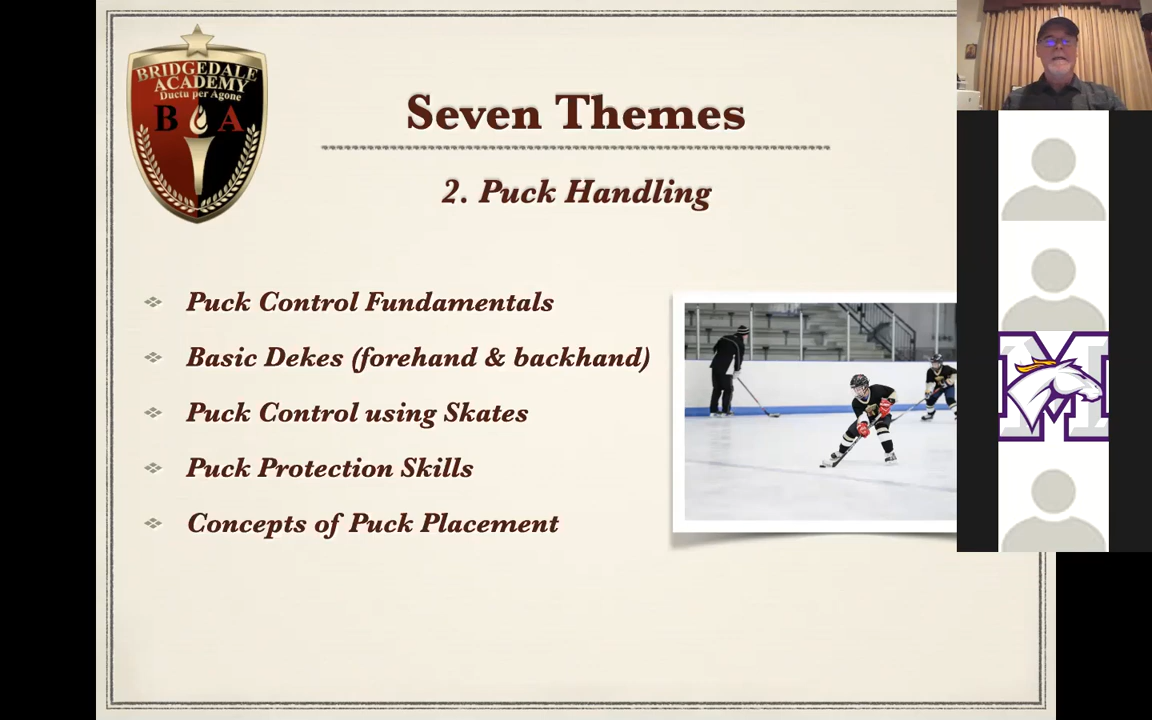 BRIDGEDALE
ACADEMY
Ductu per Agone
B A
Seven Themes
2. Puck Handling
Puck Control Fundamentals
Basic Dekes (forehand & backhand)
Puck Control using Skates
Puck Protection Skills
Concepts of Puck Placement
M